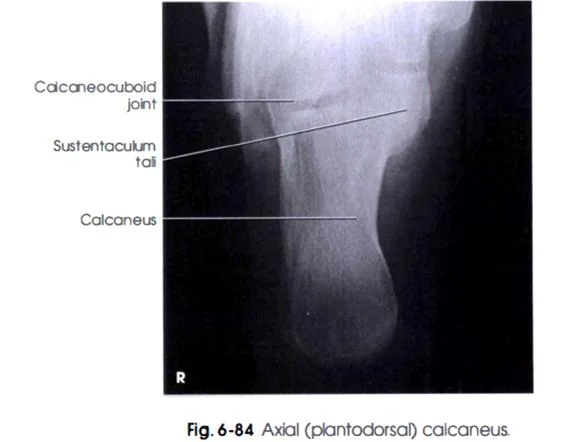 Calcaneocuboid
joint
Sustentaculum
tali
Calcaneus
R
Fig. 6-84 Axial (plantodorsal) calcaneus.